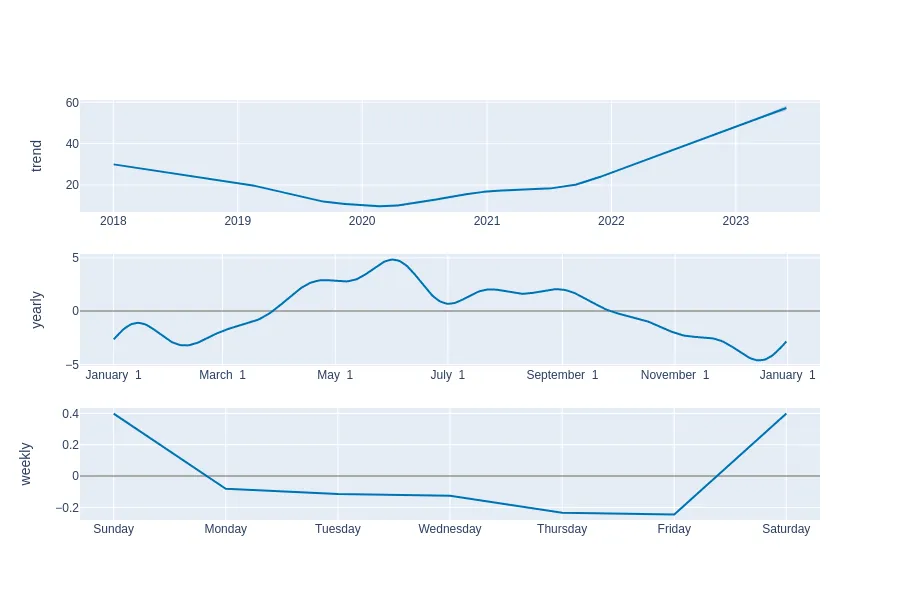 trend
60
40
20
2018 2019 2020 2021 2022 2023
yearly
5
0
−5
January 1 March 1 May 1 July 1 September 1 November 1 January 1
weekly
0.4
0.2
0
−0.2
Sunday Monday Tuesday Wednesday Thursday Friday Saturday